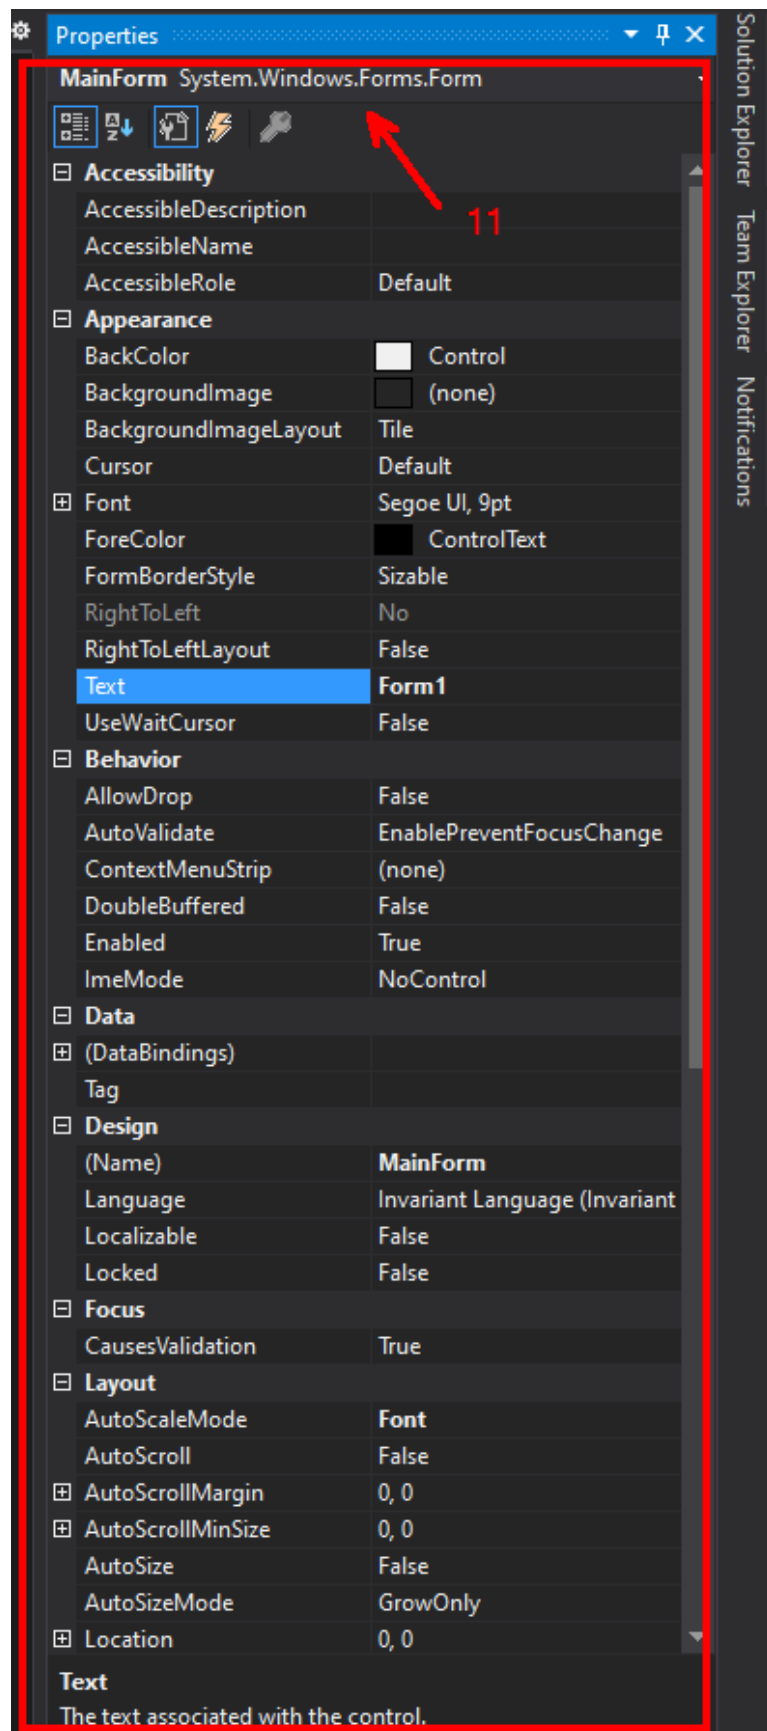 Properties
MainForm System.Windows.Forms.Form
11
Accessibility
AccessibleDescription
AccessibleName
AccessibleRole Default
Appearance
BackColor Control
BackgroundImage (none)
BackgroundImageLayout Tile
Cursor Default
Font Segoe UI, 9pt
ForeColor ControlText
FormBorderStyle Sizable
RightToLeft No
RightToLeftLayout False
Text Form1
UseWaitCursor False
Behavior
AllowDrop False
AutoValidate EnablePreventFocusChange
ContextMenuStrip (none)
DoubleBuffered False
Enabled True
ImeMode NoControl
Data
(DataBindings)
Tag
Design
(Name) MainForm
Language Invariant Language (Invariant
Localizable False
Locked False
Focus
CausesValidation True
Layout
AutoScaleMode Font
AutoScroll False
AutoScrollMargin 0, 0
AutoScrollMinSize 0, 0
AutoSize False
AutoSizeMode GrowOnly
Location 0, 0
Text
The text associated with the control.
Solution Explorer
Team Explorer
Notifications